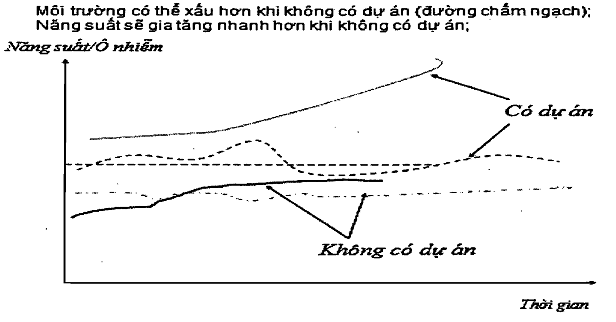 Môi trường có thể xấu hơn khi không có dự án (đường chấm ngạch);
Năng suất sẽ gia tăng nhanh hơn khi không có dự án;
Năng suất/Ô nhiễm
Có dự án
Không có dự án
Thời gian